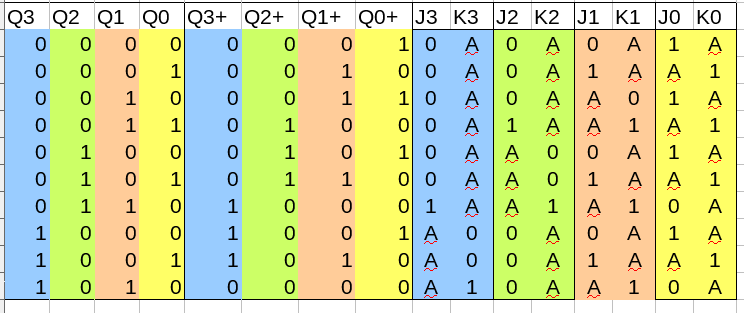 Q3 Q2 Q1 Q0 Q3+ Q2+ Q1+ Q0+ J3 K3 J2 K2 J1 K1 J0 K0
0 0 0 0 0 0 0 1 0 A 0 A 0 A 1 A
0 0 0 1 0 0 1 0 0 A 0 A 1 A A 1
0 0 1 0 0 0 1 1 0 A 0 A A 0 1 A
0 0 1 1 0 1 0 0 0 A 1 A A 1 A 1
0 1 0 0 0 1 0 1 0 A A 0 0 A 1 A
0 1 0 1 0 1 1 0 0 A A 0 1 A A 1
0 1 1 0 1 0 0 0 1 A A 1 A 1 0 A
1 0 0 0 1 0 0 1 A 0 0 A 0 A 1 A
1 0 0 1 1 0 1 0 A 0 0 A 1 A A 1
1 0 1 0 0 0 0 0 A 1 0 A A 1 0 A